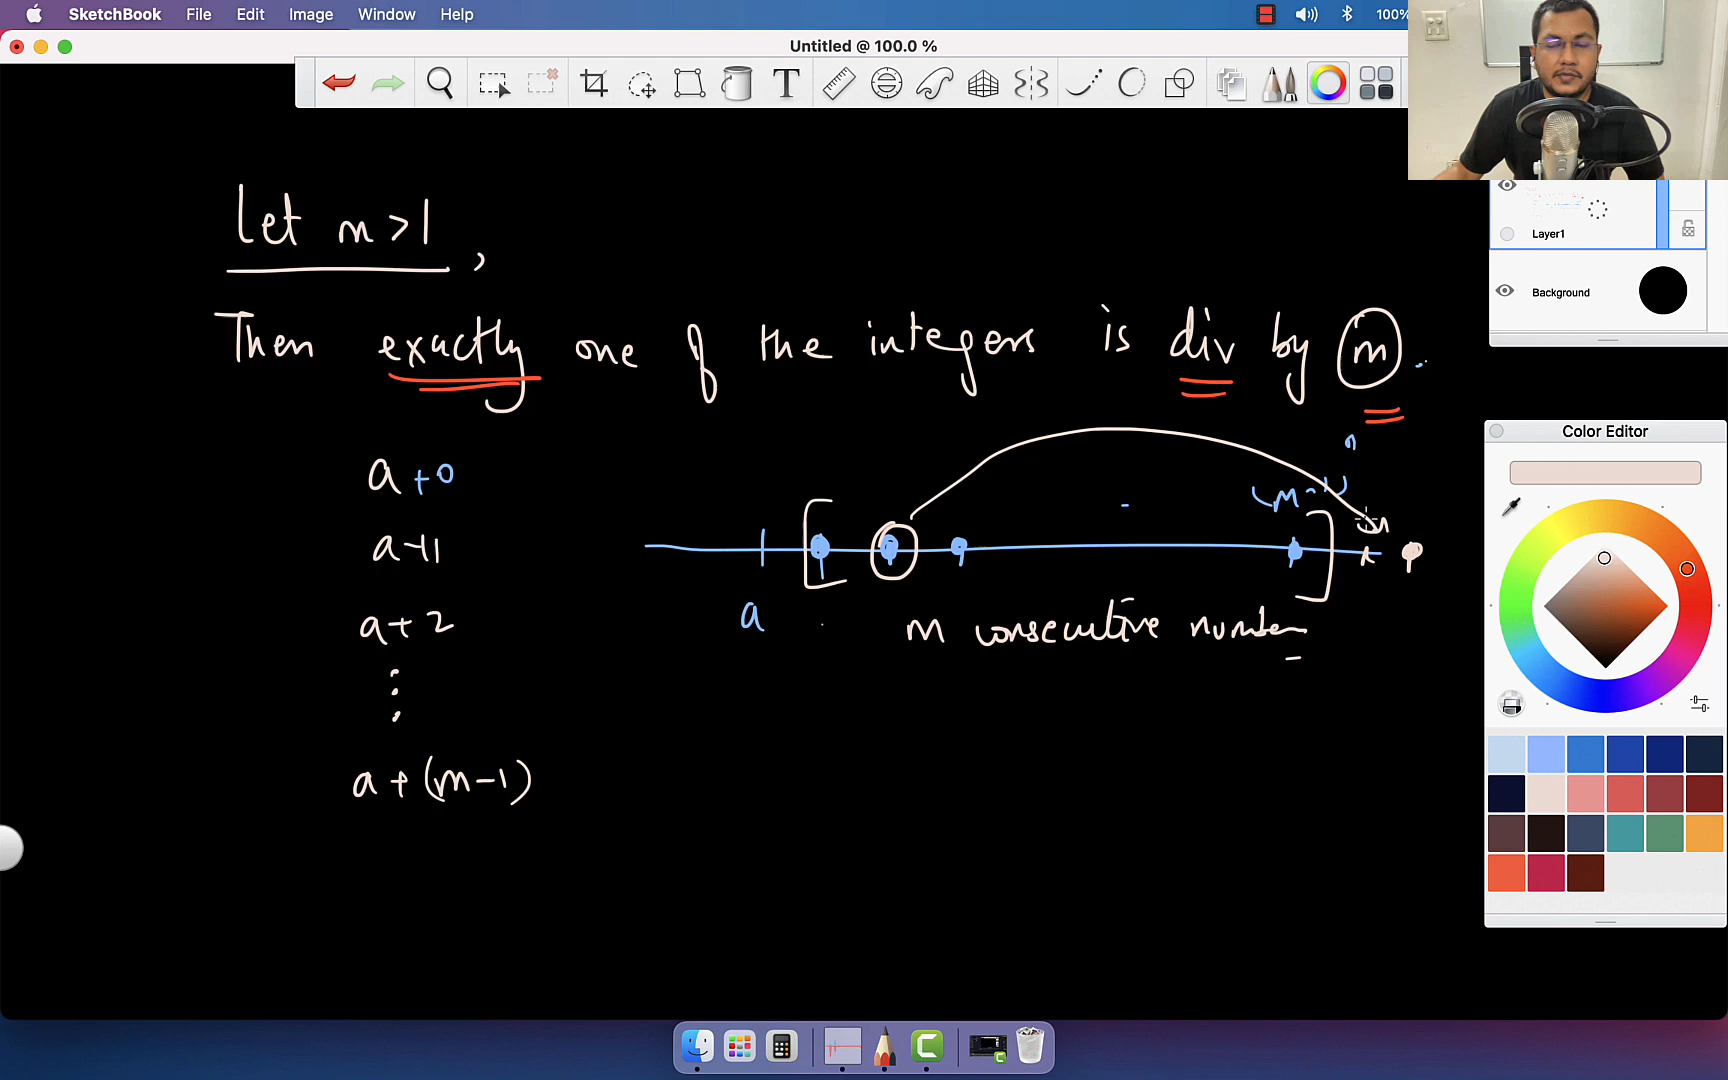 SketchBook File Edit Image Window Help 100%
Untitled @ 100.0 %
T
Let m>1,
Layer1
Background
Then exactly one of the integers is div by m.
Color Editor
a +0
(m-1)
a+1
a+2
a
m consecutive number
⋮
a + (m-1)